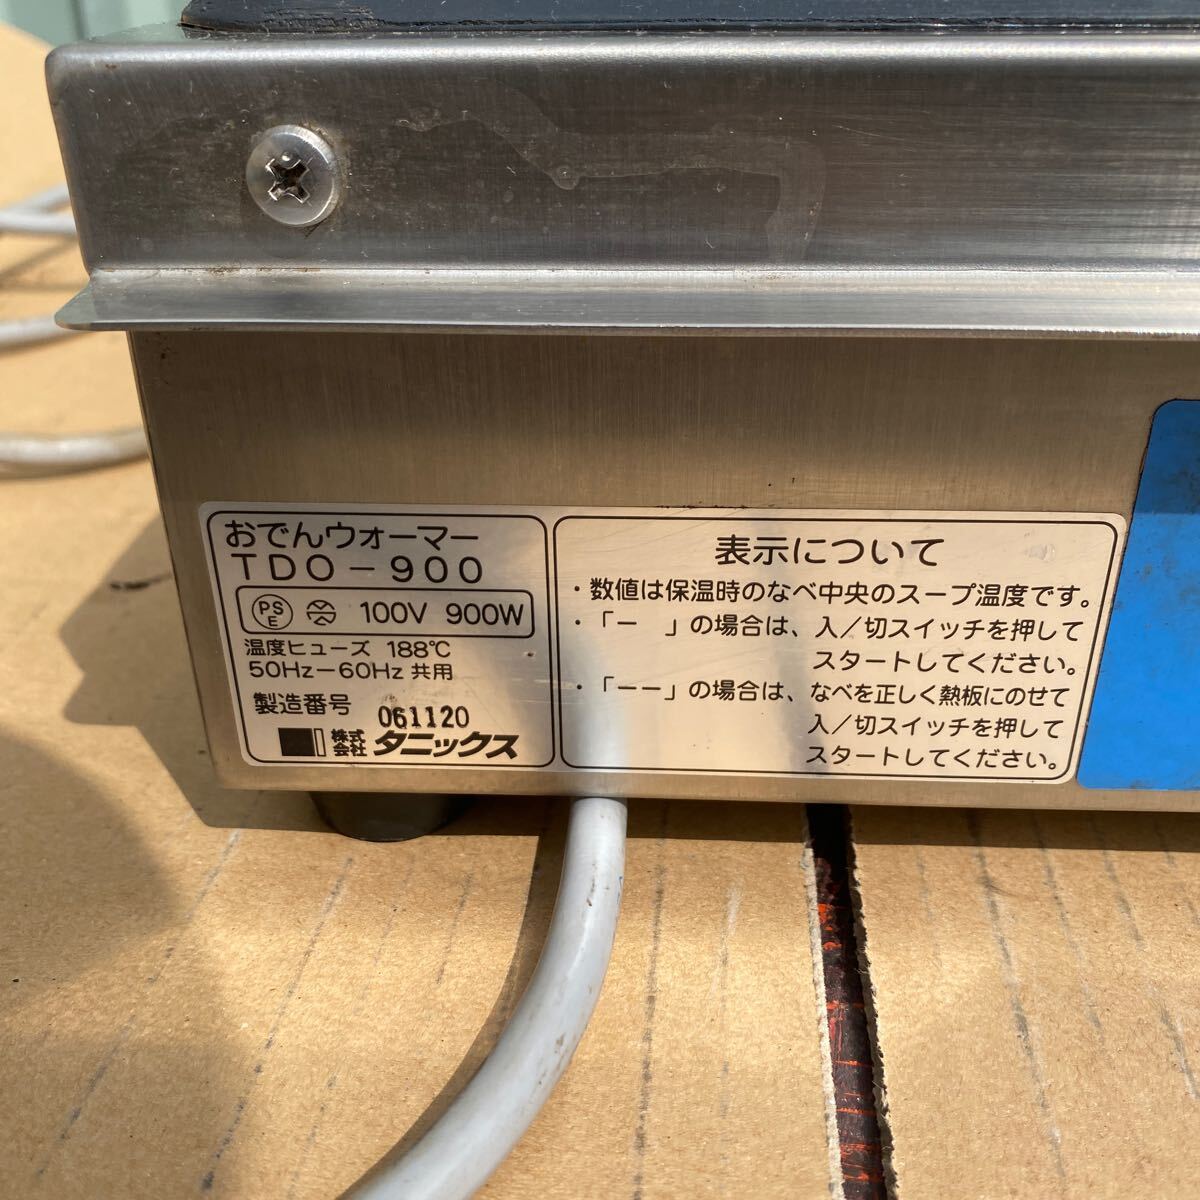 おでんウォーマー
TDO-900
PS E 100V 900W
温度ヒューズ 188℃
50Hz-60Hz 共用
製造番号 061120
株式会社 タニックス
表示について
・数値は保温時のなべ中央のスープ温度です。
・「ー　」の場合は、入/切スイッチを押して
スタートしてください。
・「ーー」の場合は、なべを正しく熱板にのせて
入/切スイッチを押して
スタートしてください。